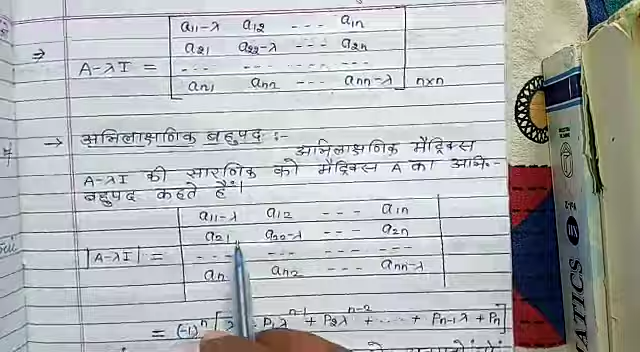 a₁₁-λ a₁₂ --- a₁ₙ
a₂₁ a₂₂-λ --- a₂ₙ
⇒ A-λI = --- --- --- ---
aₙ₁ aₙ₂ --- aₙₙ-λ n×n
→ अभिलाक्षणिक बहुपद :-
अभिलाक्षणिक मैट्रिक्स
A-λI की सारणिक को मैट्रिक्स A का अभि.-
बहुपद कहते हैं।
a₁₁-λ a₁₂ --- a₁ₙ
a₂₁ a₂₂-λ --- a₂ₙ
|A-λI| = --- --- --- ---
aₙ aₙ₂ --- aₙₙ-λ
= (-1)ⁿ [ P₁λⁿ⁻¹ + P₂λⁿ⁻² + ... + Pₙ₋₁λ + Pₙ]
ATICS